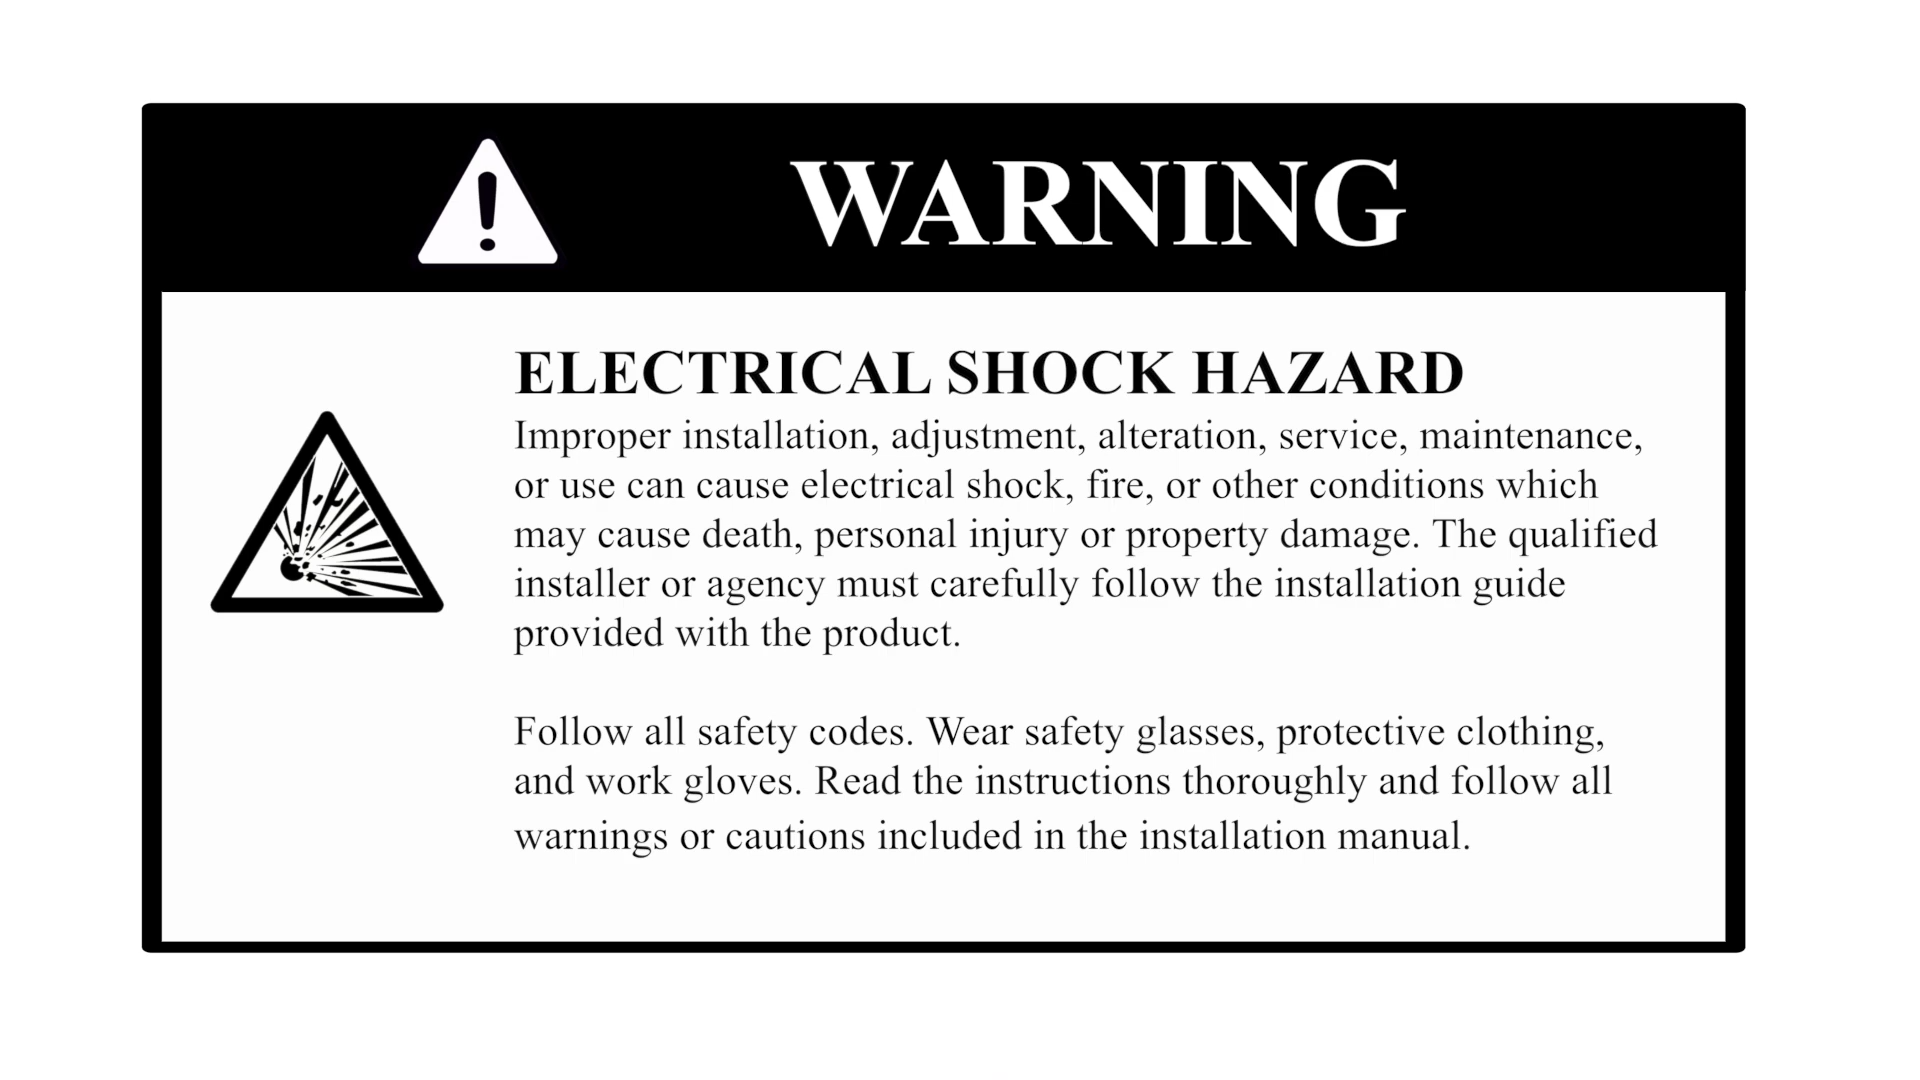 WARNING
ELECTRICAL SHOCK HAZARD
Improper installation, adjustment, alteration, service, maintenance,
or use can cause electrical shock, fire, or other conditions which
may cause death, personal injury or property damage. The qualified
installer or agency must carefully follow the installation guide
provided with the product.
Follow all safety codes. Wear safety glasses, protective clothing,
and work gloves. Read the instructions thoroughly and follow all
warnings or cautions included in the installation manual.